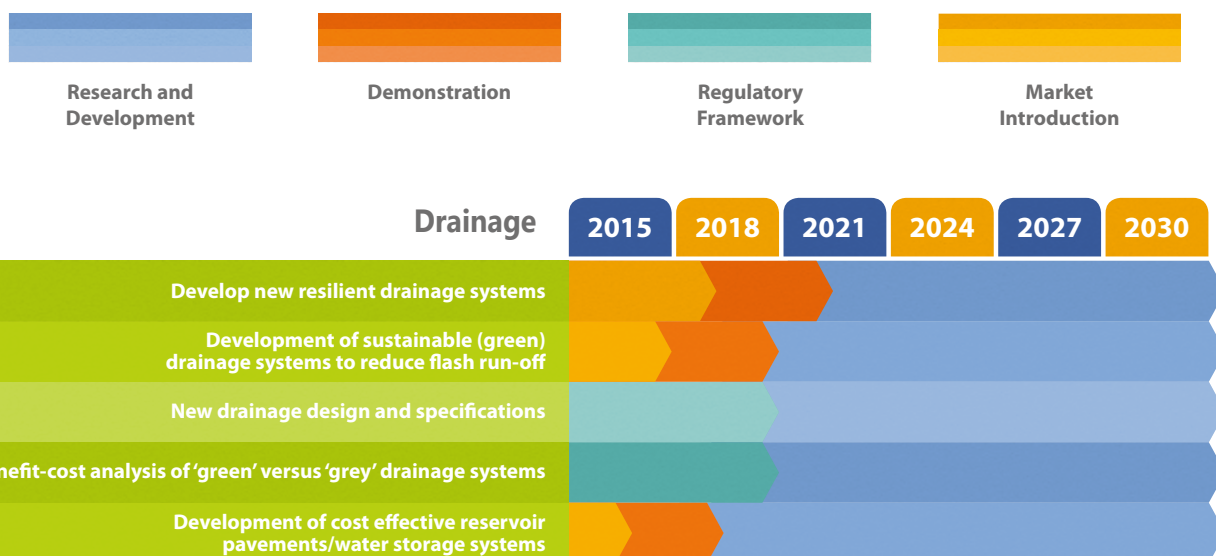 Research and
Development
Demonstration
Regulatory
Framework
Market
Introduction
Drainage
2015
2018
2021
2024
2027
2030
Develop new resilient drainage systems
Development of sustainable (green)
drainage systems to reduce flash run-off
New drainage design and specifications
nefit-cost analysis of ‘green’ versus ‘grey’ drainage systems
Development of cost effective reservoir
pavements/water storage systems